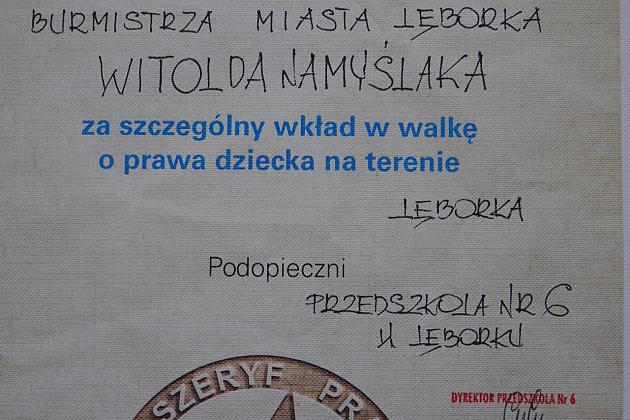 BURMISTRZA MIASTA LĘBORKA
WITOLDA NAMYŚLAKA
za szczególny wkład w walkę
o prawa dziecka na terenie
LĘBORKA
Podopieczni
PRZEDSZKOLA NR 6
W LĘBORKU
SZERYF PR
DYREKTOR PRZEDSZKOLA Nr 6